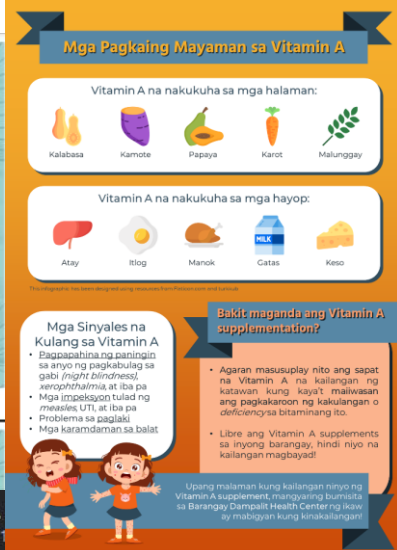 Mga Pagkaing Mayaman sa Vitamin A
Vitamin A na nakukuha sa mga halaman:
Kalabasa Kamote Papaya Karot Malunggay
Vitamin A na nakukuha sa mga hayop:
MILK
Atay Itlog Manok Gatas Keso
This infographic has been designed using resources from Flaticon.com and
Mga Sinyales na
Kulang sa Vitamin A
• Pagpapahina ng paningin
sa anyo ng pagkabulag sa
gabi (night blindness),
xerophthalmia, at iba pa
• Mga impeksyon tulad ng
measles, UTI, at iba pa
• Problema sa paglaki
• Mga karamdaman sa balat
Bakit maganda ang Vitamin A
supplementation?
• Agaran masusuplay nito ang sapat
na Vitamin A na kailangan ng
katawan kung kaya't maiiwasan
ang pagkakaroon ng kakulangan o
deficiency sa bitaminang ito.
• Libre ang Vitamin A supplements
sa inyong barangay, hindi niyo na
kailangan magbayad!
Upang malaman kung kailangan ninyo ng
Vitamin A supplement, mangyaring bumisita
sa Barangay Dampalit Health Center ng ikaw
ay mabigyan kung kinakailangan!